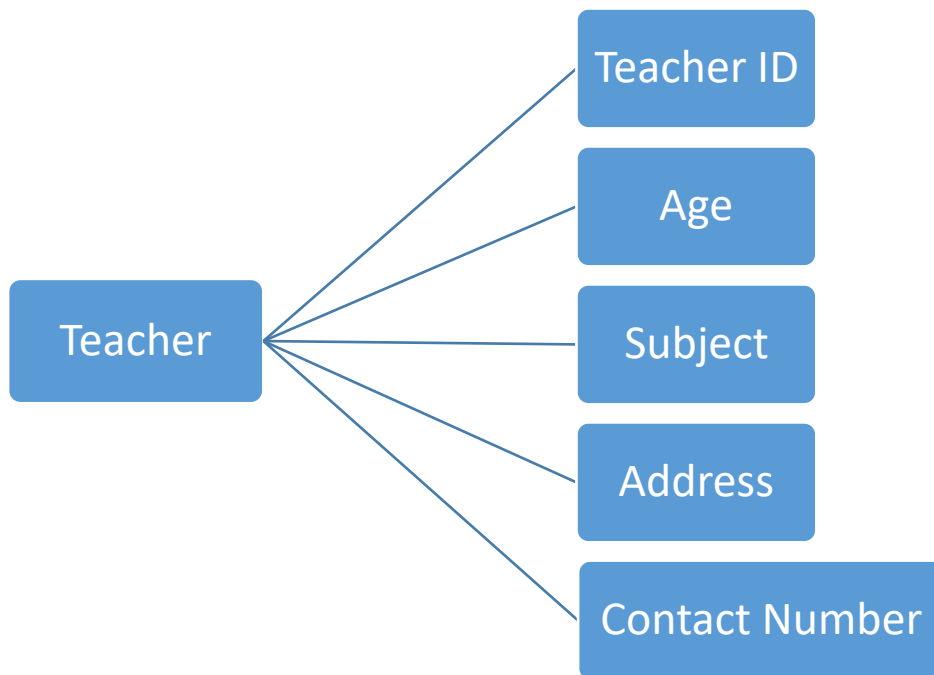 Teacher ID
Age
Teacher
Subject
Address
Contact Number